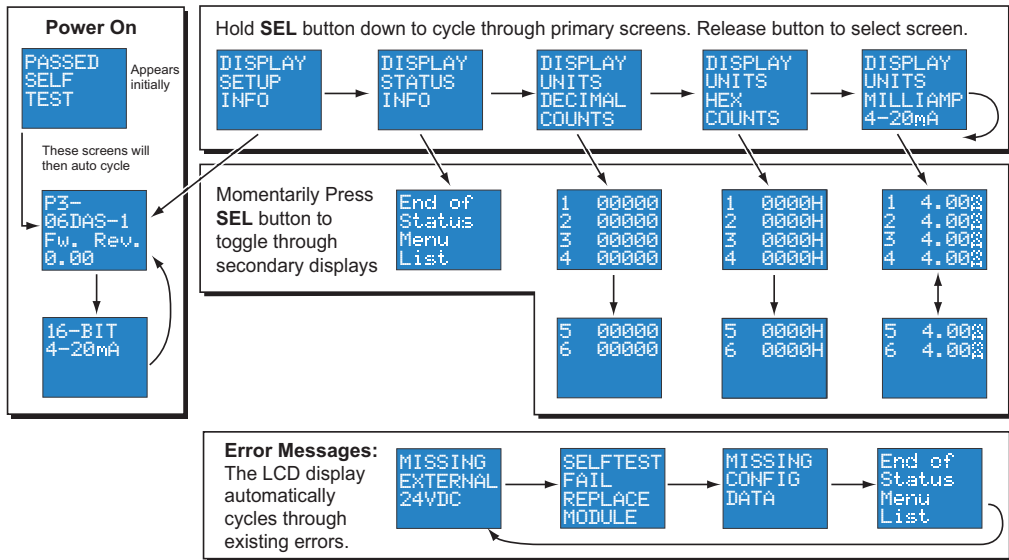 Power On
PASSED
SELF
TEST
Appears
initially
These screens will
then auto cycle
P3-
06DAS-1
Fw. Rev.
0.00
16-BIT
4-20mA
Hold SEL button down to cycle through primary screens. Release button to select screen.
DISPLAY
SETUP
INFO
DISPLAY
STATUS
INFO
DISPLAY
UNITS
DECIMAL
COUNTS
DISPLAY
UNITS
HEX
COUNTS
DISPLAY
UNITS
MILLIAMP
4-20mA
Momentarily Press
SEL button to
toggle through
secondary displays
End of
Status
Menu
List
1 00000
2 00000
3 00000
4 00000
1 0000H
2 0000H
3 0000H
4 0000H
1 4.00
2 4.00
3 4.00
4 4.00
5 00000
6 00000
5 0000H
6 0000H
5 4.00
6 4.00
Error Messages:
The LCD display
automatically
cycles through
existing errors.
MISSING
EXTERNAL
24VDC
SELFTEST
FAIL
REPLACE
MODULE
MISSING
CONFIG
DATA
End of
Status
Menu
List